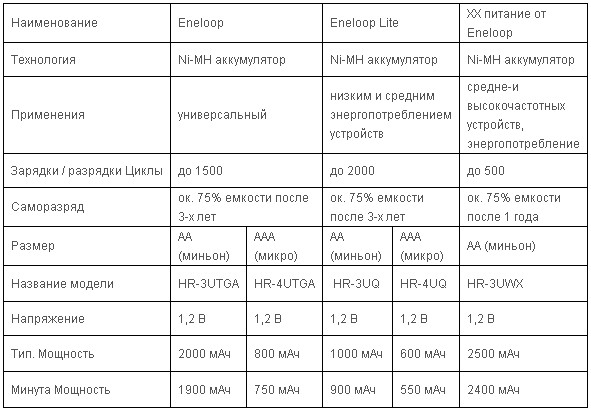 Наименование Eneloop Eneloop Lite XX питание от
Eneloop
Технология Ni-MH аккумулятор Ni-MH аккумулятор Ni-MH аккумулятор
Применения универсальный низким и средним
энергопотреблением
устройств средне-и
высокочастотных
устройств,
энергопотребление
Зарядки / разрядки Циклы до 1500 до 2000 до 500
Саморазряд ок. 75% емкости после
3-х лет ок. 75% емкости
после 3-х лет ок. 75% емкости
после 1 года
Размер AA
(миньон) AAA
(микро) AA
(миньон) AAA
(микро) AA (миньон)
Название модели HR-3UTGA HR-4UTGA HR-3UQ HR-4UQ HR-3UWX
Напряжение 1,2 В 1,2 В 1,2 В 1,2 В 1,2 В
Тип. Мощность 2000 мАч 800 мАч 1000 мАч 600 мАч 2500 мАч
Минута Мощность 1900 мАч 750 мАч 900 мАч 550 мАч 2400 мАч